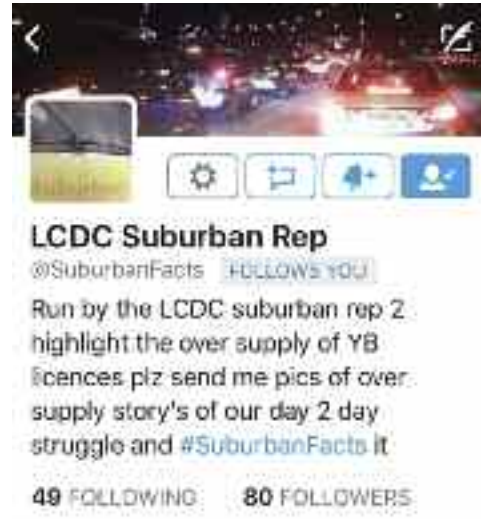 LCDC Suburban Rep
@SuburbanFacts FOLLOWS YOU
Run by the LCDC suburban rep 2
highlight the over supply of YB
licences plz send me pics of over
supply story's of our day 2 day
struggle and #SuburbanFacts it
49 FOLLOWING 80 FOLLOWERS